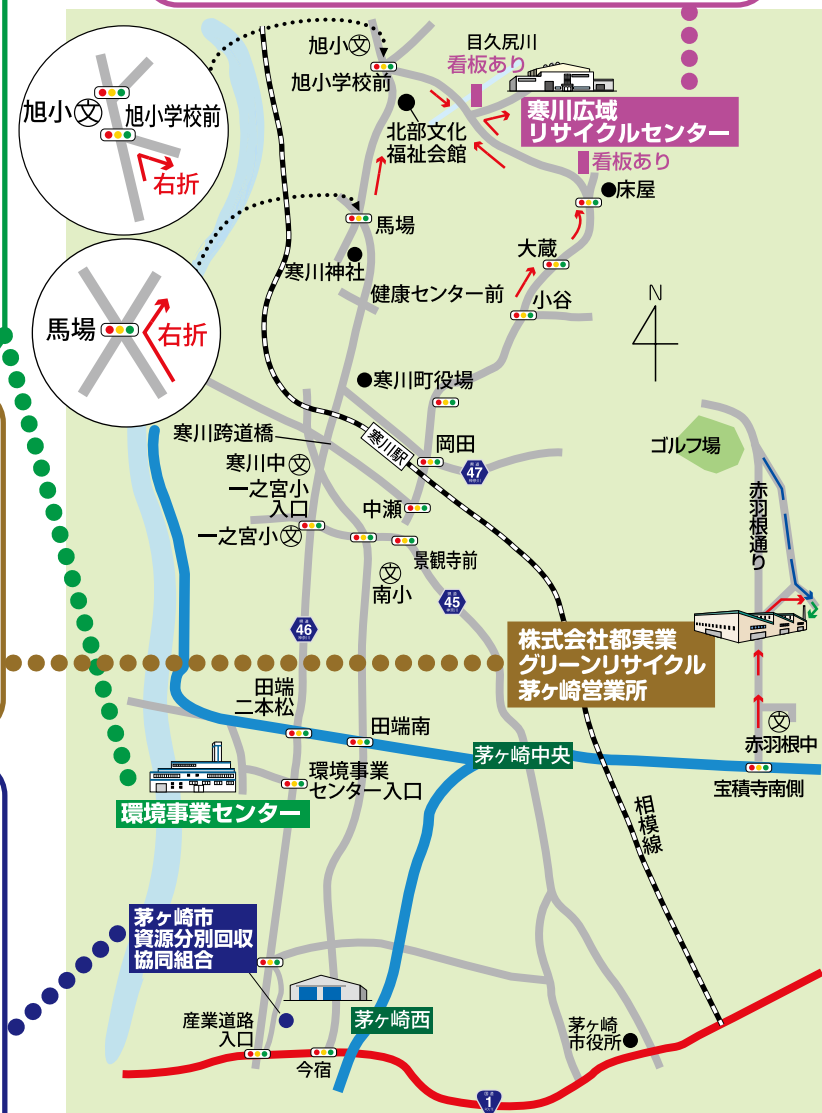 旭小文
旭小学校前
目久尻川
看板あり
寒川広域
リサイクルセンター
看板あり
床屋
北部文化
福祉会館
旭小文
旭小学校前
右折
馬場
寒川神社
大蔵
健康センター前
小谷
N
馬場
右折
寒川町役場
寒川跨道橋
寒川駅
岡田
47
ゴルフ場
寒川中文
一之宮小
入口
中瀬
一之宮小文
景観寺前
文
南小
赤羽根通り
46
45
株式会社都実業
グリーンリサイクル
茅ヶ崎営業所
田端
二本松
田端南
文
赤羽根中
茅ヶ崎中央
宝積寺南側
環境事業
センター入口
環境事業センター
相模線
茅ヶ崎市
資源分別回収
協同組合
産業道路
入口
茅ヶ崎西
茅ヶ崎
市役所
今宿
1